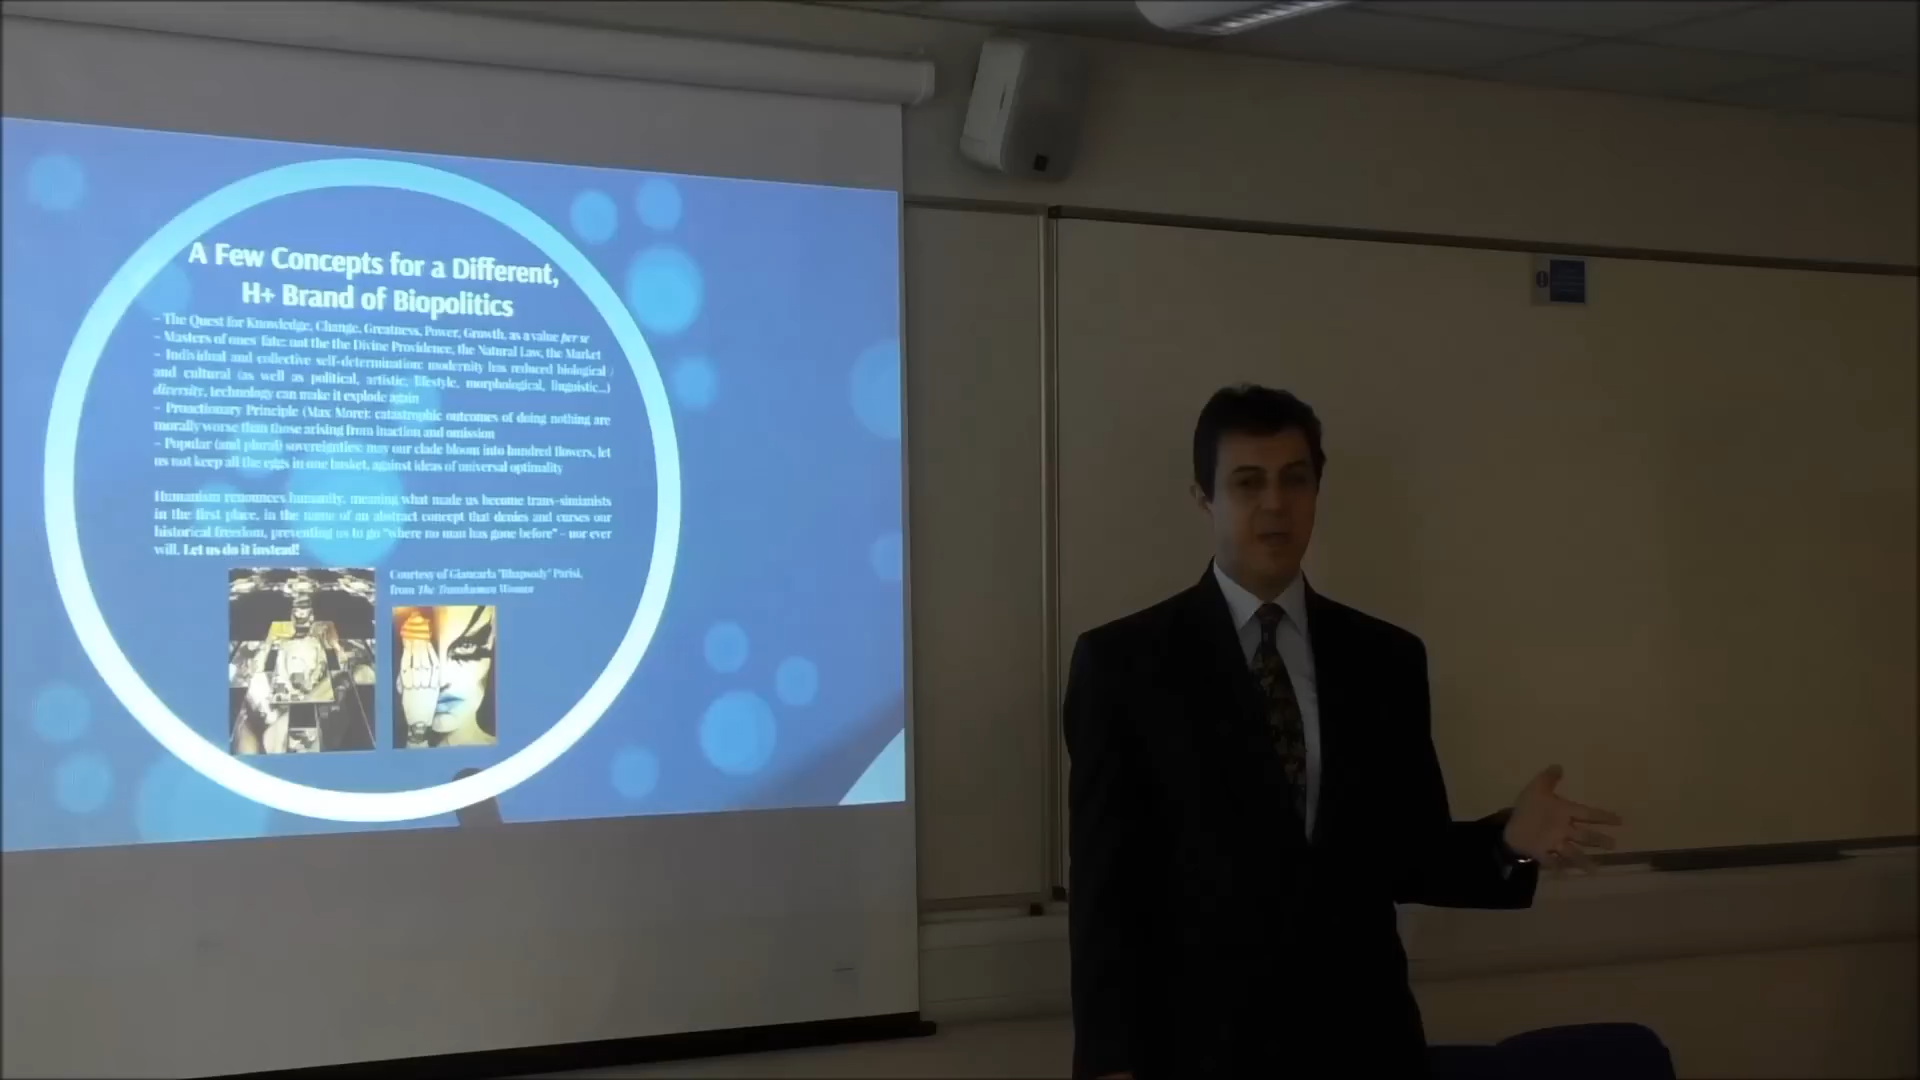 A Few Concepts for a Different,
H+ Brand of Biopolitics
– The Quest for Knowledge, Change, Greatness, Power, Growth, as a value per se
– Masters of ones' fate: not the the Divine Providence, the Natural Law, the Market
– Individual and collective self-determination: modernity has reduced biological
and cultural (as well as political, artistic, lifestyle, morphological, linguistic...)
diversity, technology can make it explode again
– Proactionary Principle (Max More): catastrophic outcomes of doing nothing are
morally worse than those arising from inaction and omission
– Popular (and plural) sovereignties: may our clade bloom into hundred flowers, let
us not keep all the eggs in one basket, against ideas of universal optimality
Humanism renounces humanity, meaning what made us become trans-simianists
in the first place, in the name of an abstract concept that denies and curses our
historical freedom, preventing us to go "where no man has gone before" – nor ever
will. Let us do it instead!
Courtesy of Giancarla "Rhapsody" Parisi,
from The Transhuman Woman